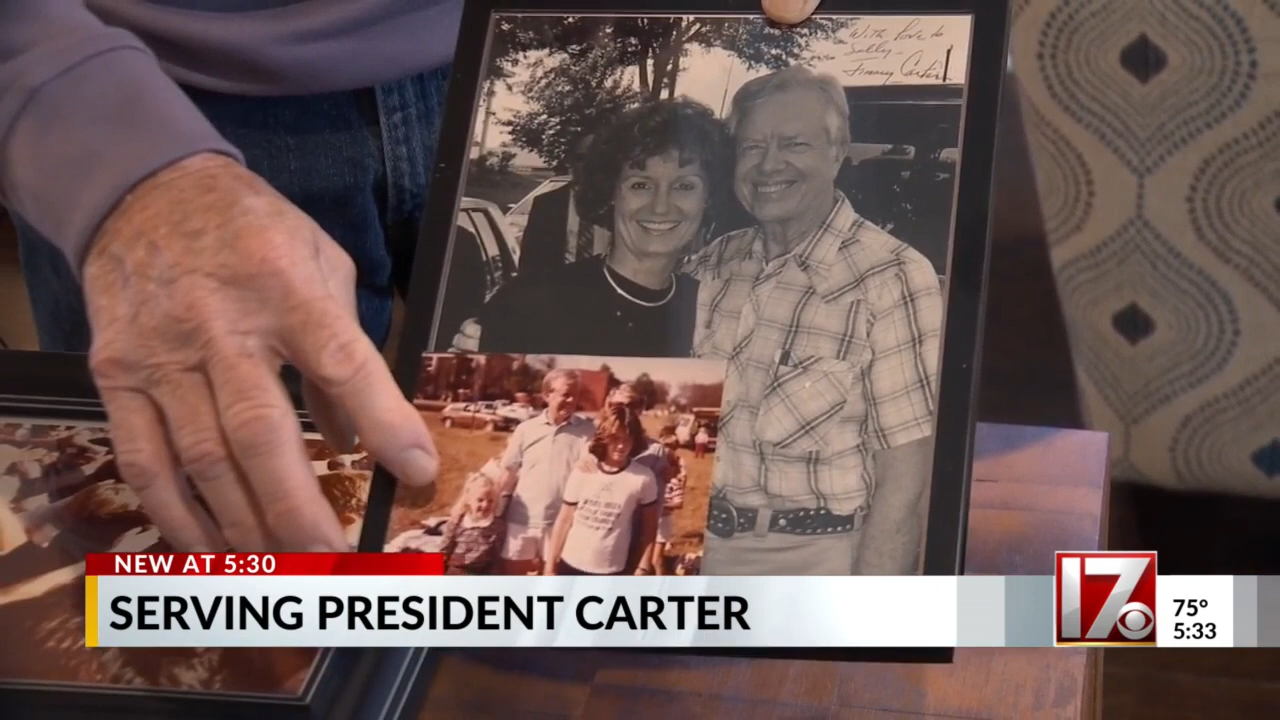 With Love to
Sally –
Jimmy Carter
NEW AT 5:30
SERVING PRESIDENT CARTER
17
75°
5:33